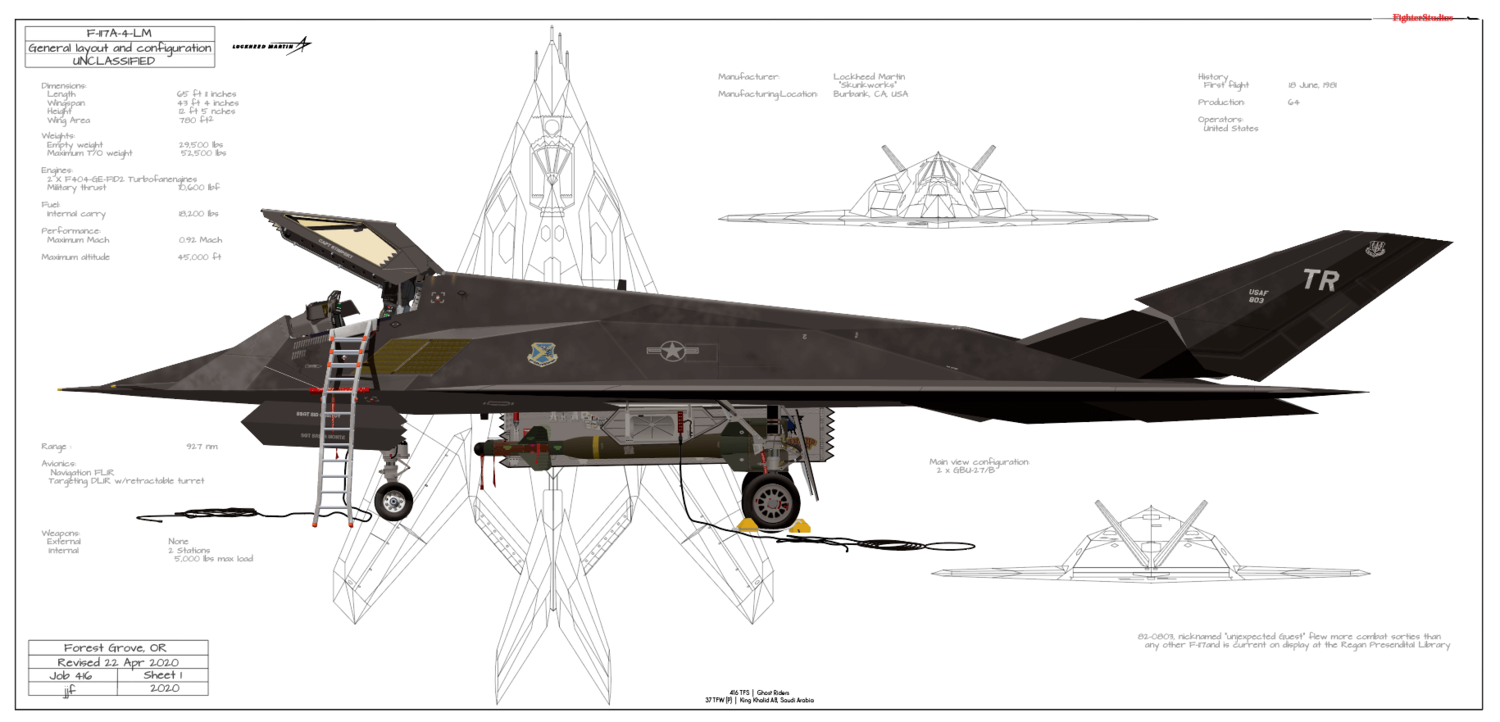 FighterStudios
F-117A-4-LM
General layout and configuration
UNCLASSIFIED
LOCKHEED MARTIN
Dimensions:
Length 65 ft 11 inches
Wingspan 43 ft 4 inches
Height 12 ft 5 nches
Wing Area 780 ft²
Weights:
Empty weight 29,500 lbs
Maximum T/O weight 52,500 lbs
Engines:
2 X F404-GE-F1D2 Turbofanengines
Military thrust 10,600 lbf
Fuel:
Internal carry 18,200 lbs
Performance:
Maximum Mach 0.92 Mach
Maximum altitude 45,000 ft
Manufacturer: Lockheed Martin
"Skunkworks"
Manufacturing Location: Burbank, CA, USA
History
First flight 18 June, 1981
Production 64
Operators:
United States
TR
USAF
803
Range : 927 nm
Avionics:
Navigation FLIR
Targeting DLIR w/retractable turret
Weapons:
External None
Internal 2 Stations
5,000 lbs max load
Main view configuration:
2 x GBU-27/B
Forest Grove, OR
Revised 22 Apr 2020
Job 416 Sheet 1
jjf 2020
82-0803, nicknamed "unexpected Guest" flew more combat sorties than
any other F-117and is current on display at the Regan Presendital Library
416 TFS | Ghost Riders
37 TFW (P) | King Khalid AB, Saudi Arabia